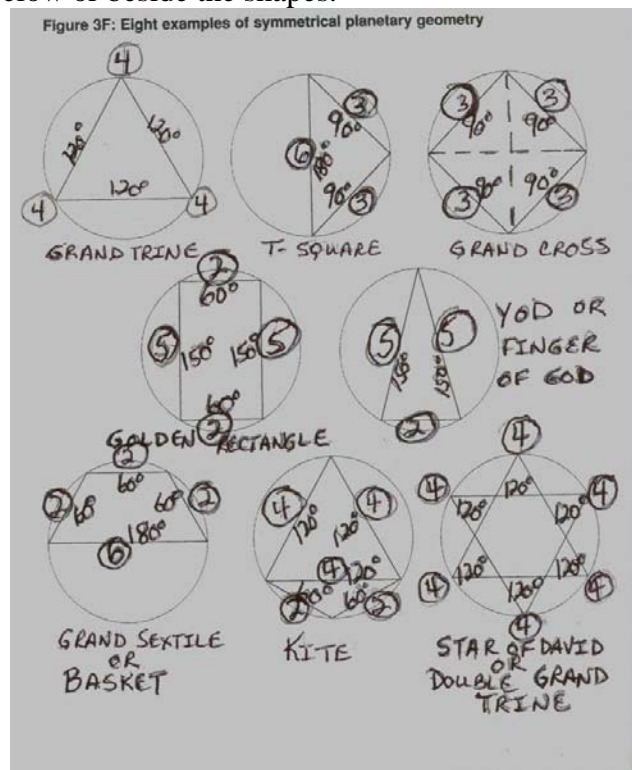 elow or beside the shapes.
Figure 3F: Eight examples of symmetrical planetary geometry
4
120° 120°
120°
4 4
GRAND TRINE
3
90°
6 180°
90° 3
T-SQUARE
3 3
90° 90°
90° 90°
3 3
GRAND CROSS
2
60°
5 150° 150° 5
60°
2
GOLDEN RECTANGLE
5 5
150° 150°
2
YOD OR
FINGER
OF GOD
2
60°
2 60° 60° 2
180°
6
GRAND SEXTILE
OR
BASKET
4 4
120° 120°
4 120°
60° 60°
2 2
KITE
4
4 120° 4
120° 120°
120° 120°
4 120° 4
4
STAR OF DAVID
OR
DOUBLE GRAND
TRINE